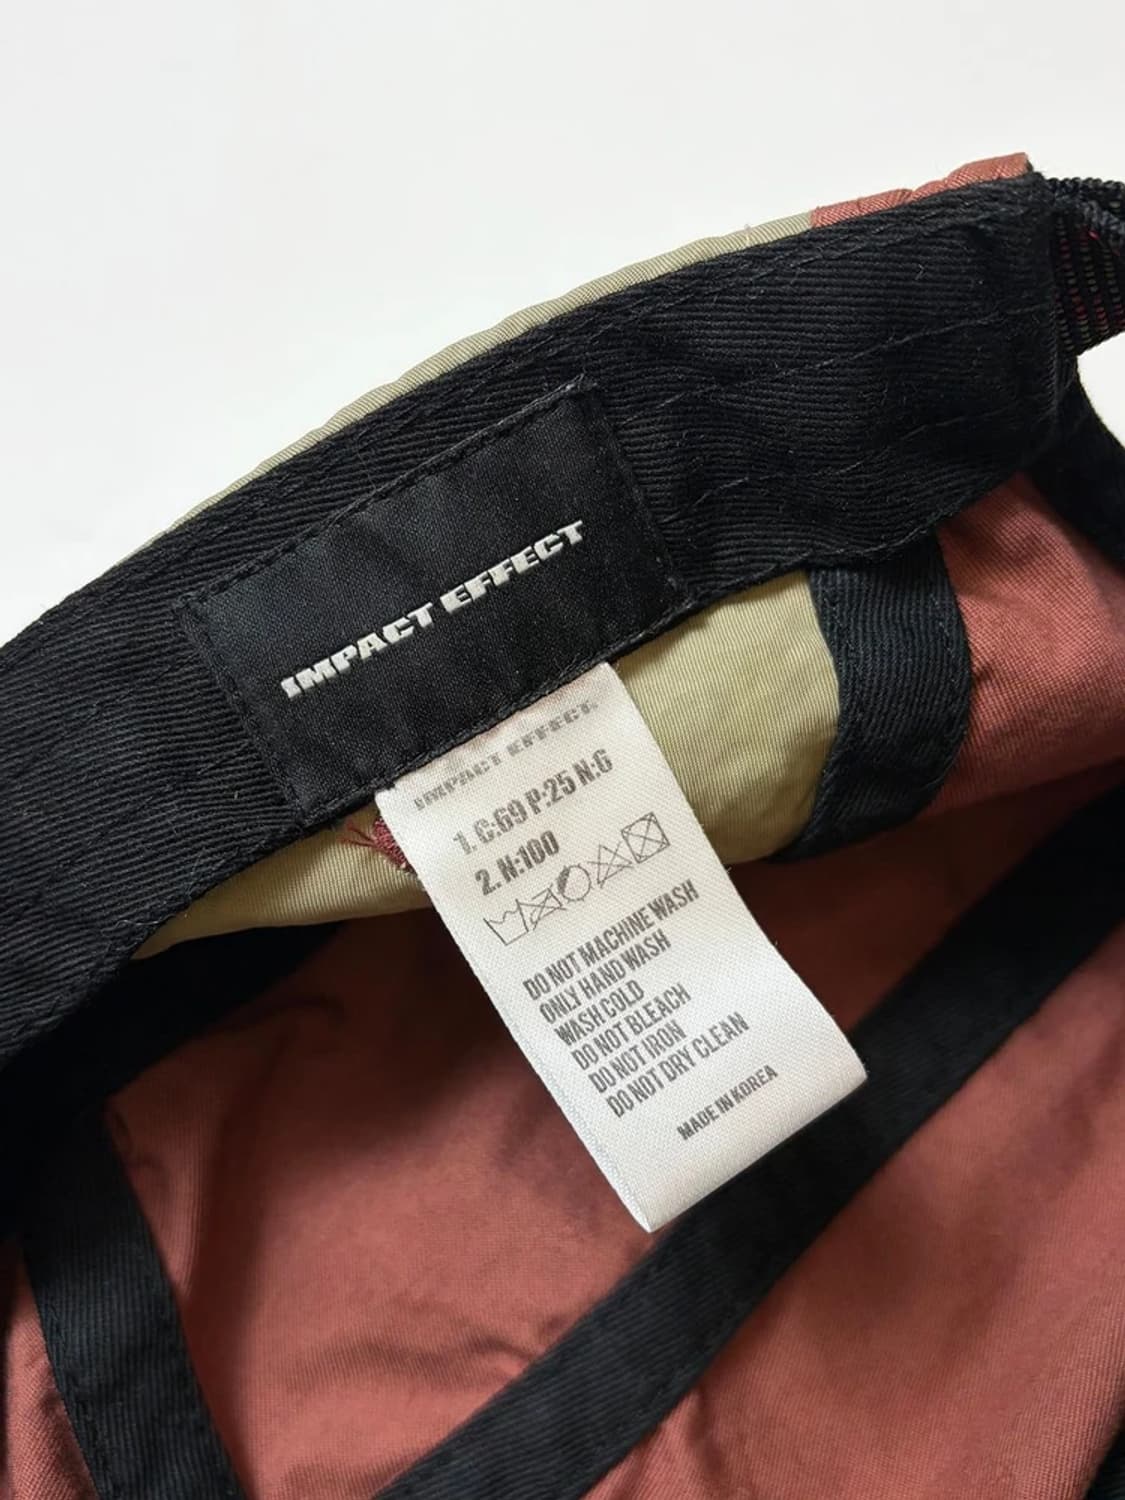 IMPACT EFFECT
IMPACT EFFECT.
1. C:69 P:25 N:6
2. N:100
DO NOT MACHINE WASH
ONLY HAND WASH
WASH COLD
DO NOT BLEACH
DO NOT IRON
DO NOT DRY CLEAN
MADE IN KOREA